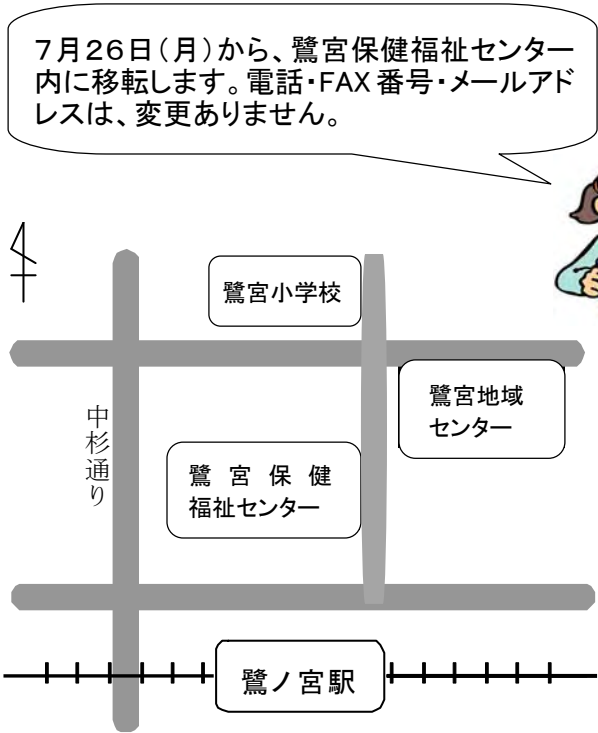 7月26日(月)から、鷺宮保健福祉センター
内に移転します。電話・FAX番号・メールアド
レスは、変更ありません。
鷺宮小学校
鷺宮地域
センター
中杉通り
鷺宮保健
福祉センター
鷺ノ宮駅